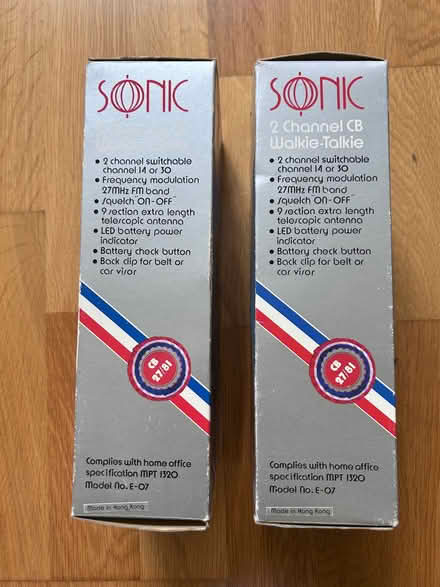 SONIC
• 2 channel switchable
channel 14 or 30
• Frequency modulation
27MHz FM band
• Squelch "ON-OFF"
• 9 section extra length
telescopic antenna
• LED battery power
indicator
• Battery check button
• Back clip for belt or
car visor
CB
27/81
Complies with home office
specification MPT 1320
Model No. E-07
Made in Hong Kong
SONIC
2 Channel CB
Walkie-Talkie
• 2 channel switchable
channel 14 or 30
• Frequency modulation
27MHz FM band
• Squelch "ON-OFF"
• 9 section extra length
telescopic antenna
• LED battery power
indicator
• Battery check button
• Back clip for belt or
car visor
CB
27/81
Complies with home office
specification MPT 1320
Model No. E-07
Made in Hong Kong